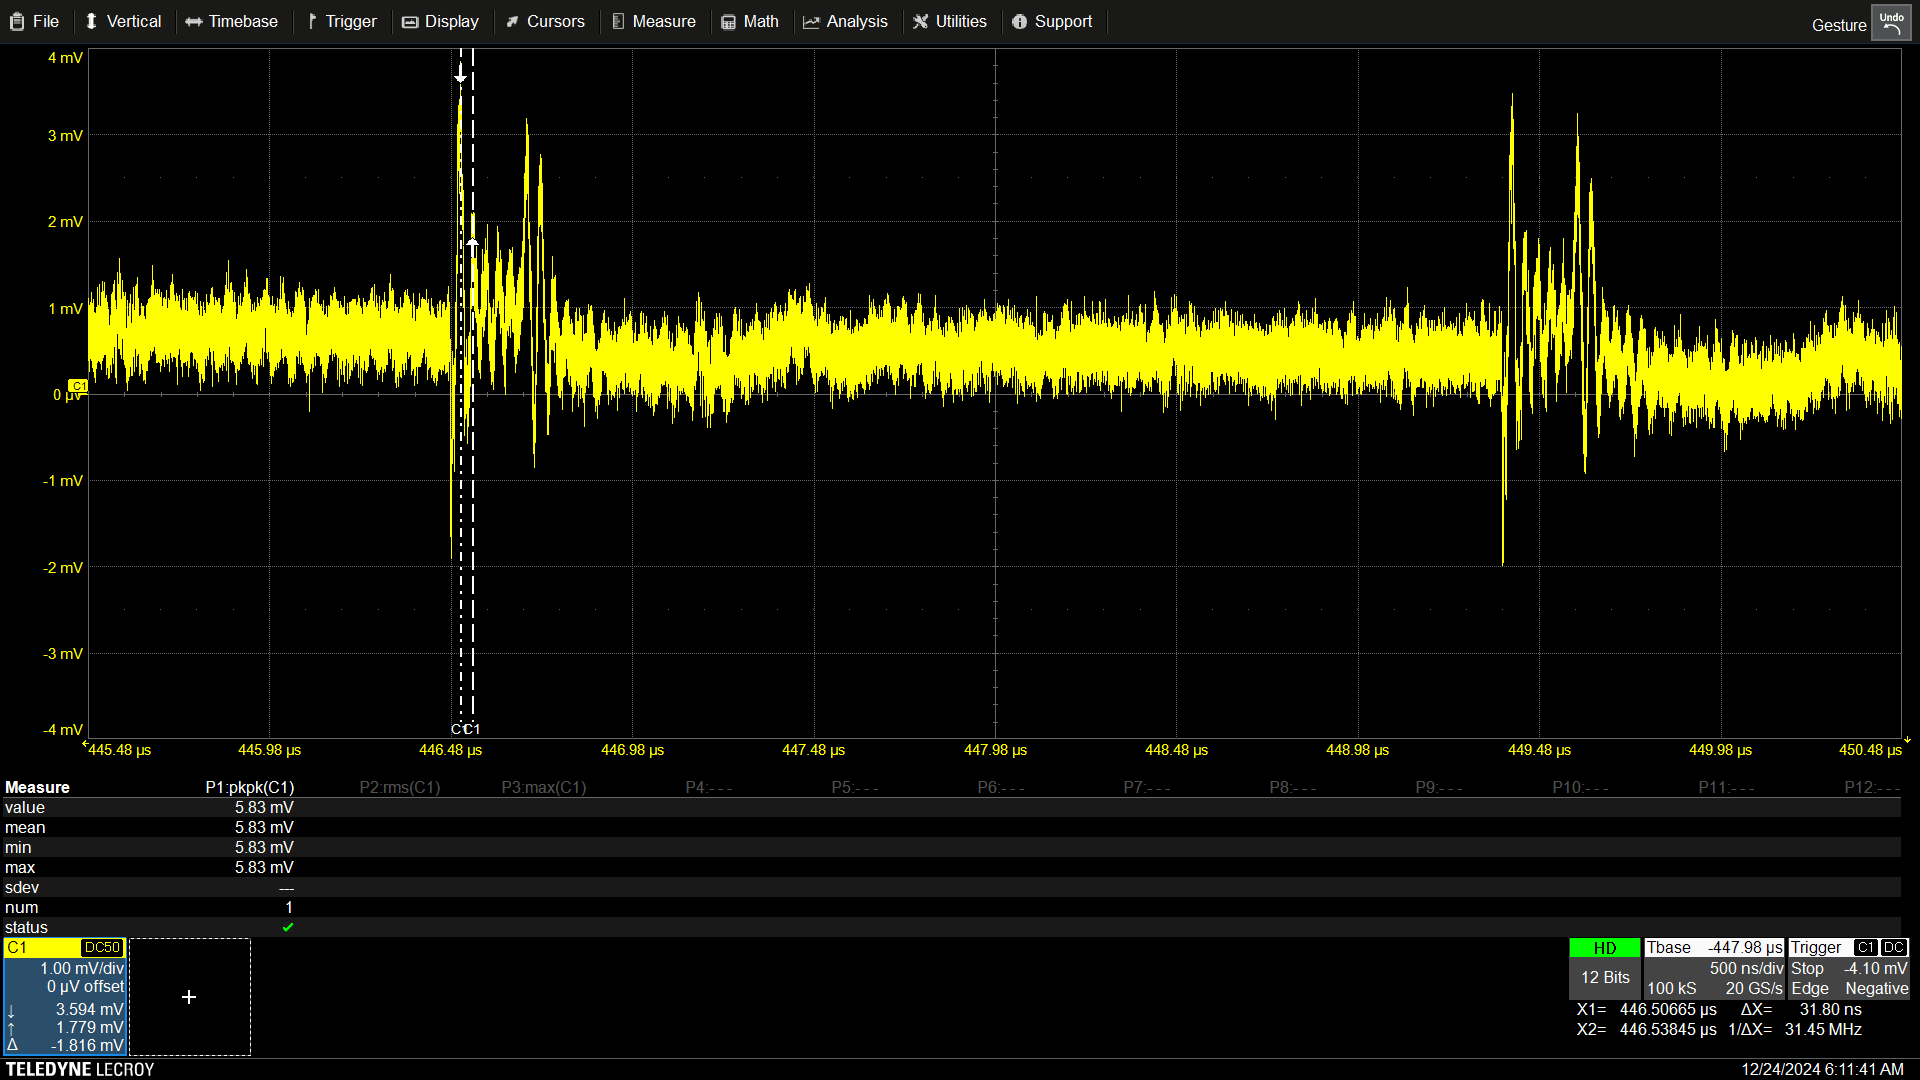 File Vertical Timebase Trigger Display Cursors Measure Math Analysis Utilities Support Gesture Undo
4 mV
3 mV
2 mV
1 mV
C1
0 µV
-1 mV
-2 mV
-3 mV
-4 mV
C1
445.48 µs 445.98 µs 446.48 µs 446.98 µs 447.48 µs 447.98 µs 448.48 µs 448.98 µs 449.48 µs 449.98 µs 450.48 µs
Measure P1:pkpk(C1) P2:rms(C1) P3:max(C1) P4:- - - P5:- - - P6:- - - P7:- - - P8:- - - P9:- - - P10:- - - P11:- - - P12:- - -
value 5.83 mV
mean 5.83 mV
min 5.83 mV
max 5.83 mV
sdev ---
num 1
status
C1 DC50
1.00 mV/div
0 µV offset
↓ 3.594 mV
↑ 1.779 mV
Δ -1.816 mV
+
HD
12 Bits
Tbase -447.98 µs
500 ns/div
100 kS 20 GS/s
Trigger C1 DC
Stop -4.10 mV
Edge Negative
X1= 446.50665 µs ΔX= 31.80 ns
X2= 446.53845 µs 1/ΔX= 31.45 MHz
TELEDYNE LECROY
12/24/2024 6:11:41 AM